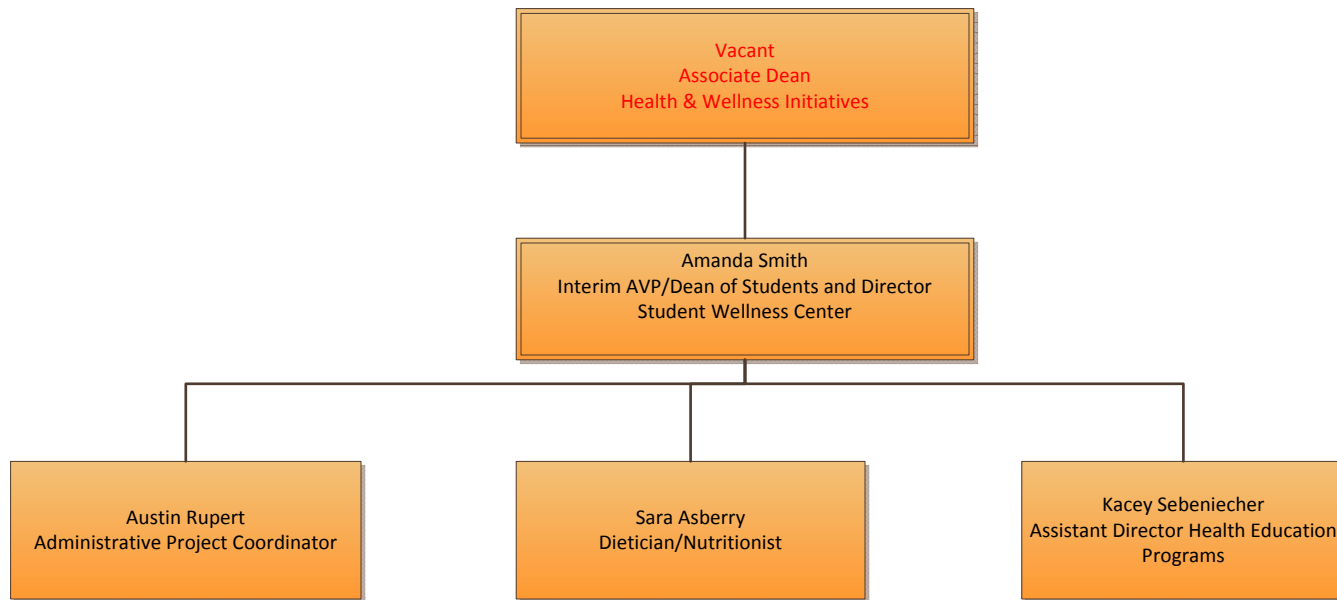 Vacant
Associate Dean
Health & Wellness Initiatives
Amanda Smith
Interim AVP/Dean of Students and Director
Student Wellness Center
Austin Rupert
Administrative Project Coordinator
Sara Asberry
Dietician/Nutritionist
Kacey Sebeniecher
Assistant Director Health Education
Programs